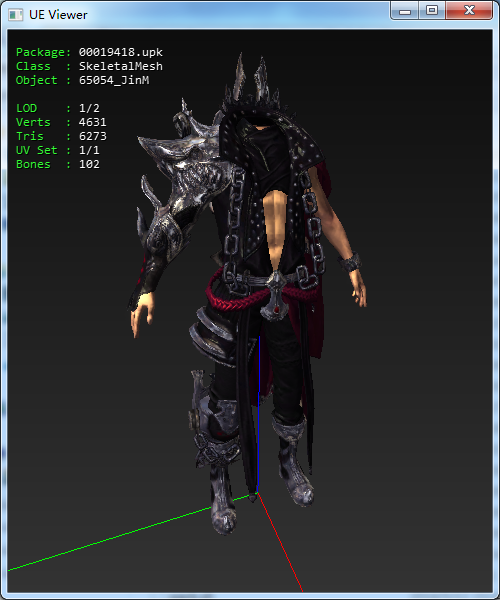 UE Viewer
Package: 00019418.upk
Class : SkeletalMesh
Object : 65054_JinM
LOD : 1/2
Verts : 4631
Tris : 6273
UV Set : 1/1
Bones : 102